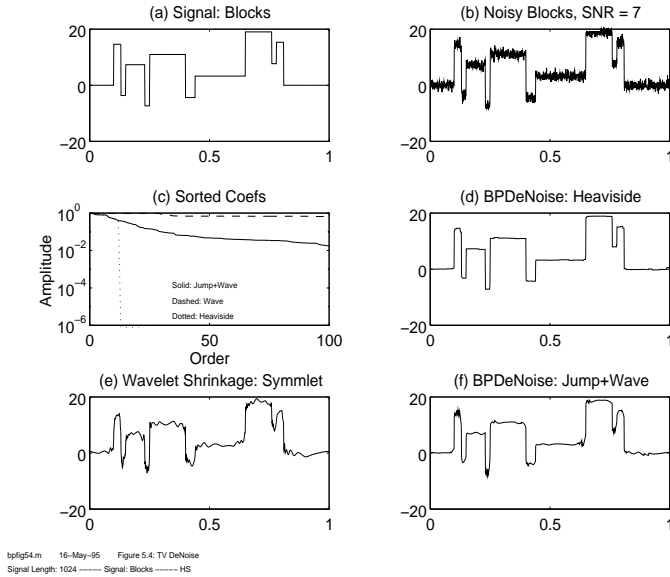 (a) Signal: Blocks
20
0
−20
0
0.5
1
(b) Noisy Blocks, SNR = 7
20
0
−20
0
0.5
1
(c) Sorted Coefs
Amplitude
10^0
10^−2
10^−4
10^−6
Solid: Jump+Wave
Dashed: Wave
Dotted: Heaviside
0
50
100
Order
(d) BPDeNoise: Heaviside
20
0
−20
0
0.5
1
(e) Wavelet Shrinkage: Symmlet
20
0
−20
0
0.5
1
(f) BPDeNoise: Jump+Wave
20
0
−20
0
0.5
1
bpfig54.m 16−May−95 Figure 5.4: TV DeNoise
Signal Length: 1024 −−−−− Signal: Blocks −−−−− HS